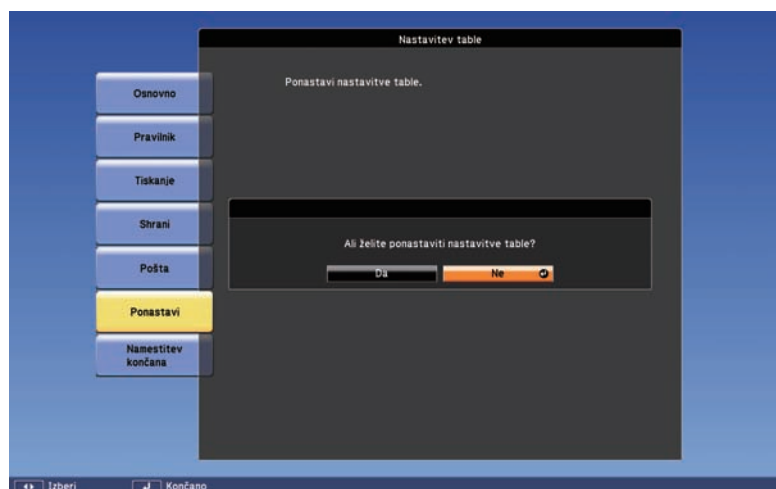 Nastavitev table
Ponastavi nastavitve table.
Osnovno
Pravilnik
Tiskanje
Shrani
Pošta
Ponastavi
Namestitev
končana
Ali želite ponastaviti nastavitve table?
Da
Ne
Izberi
Končano